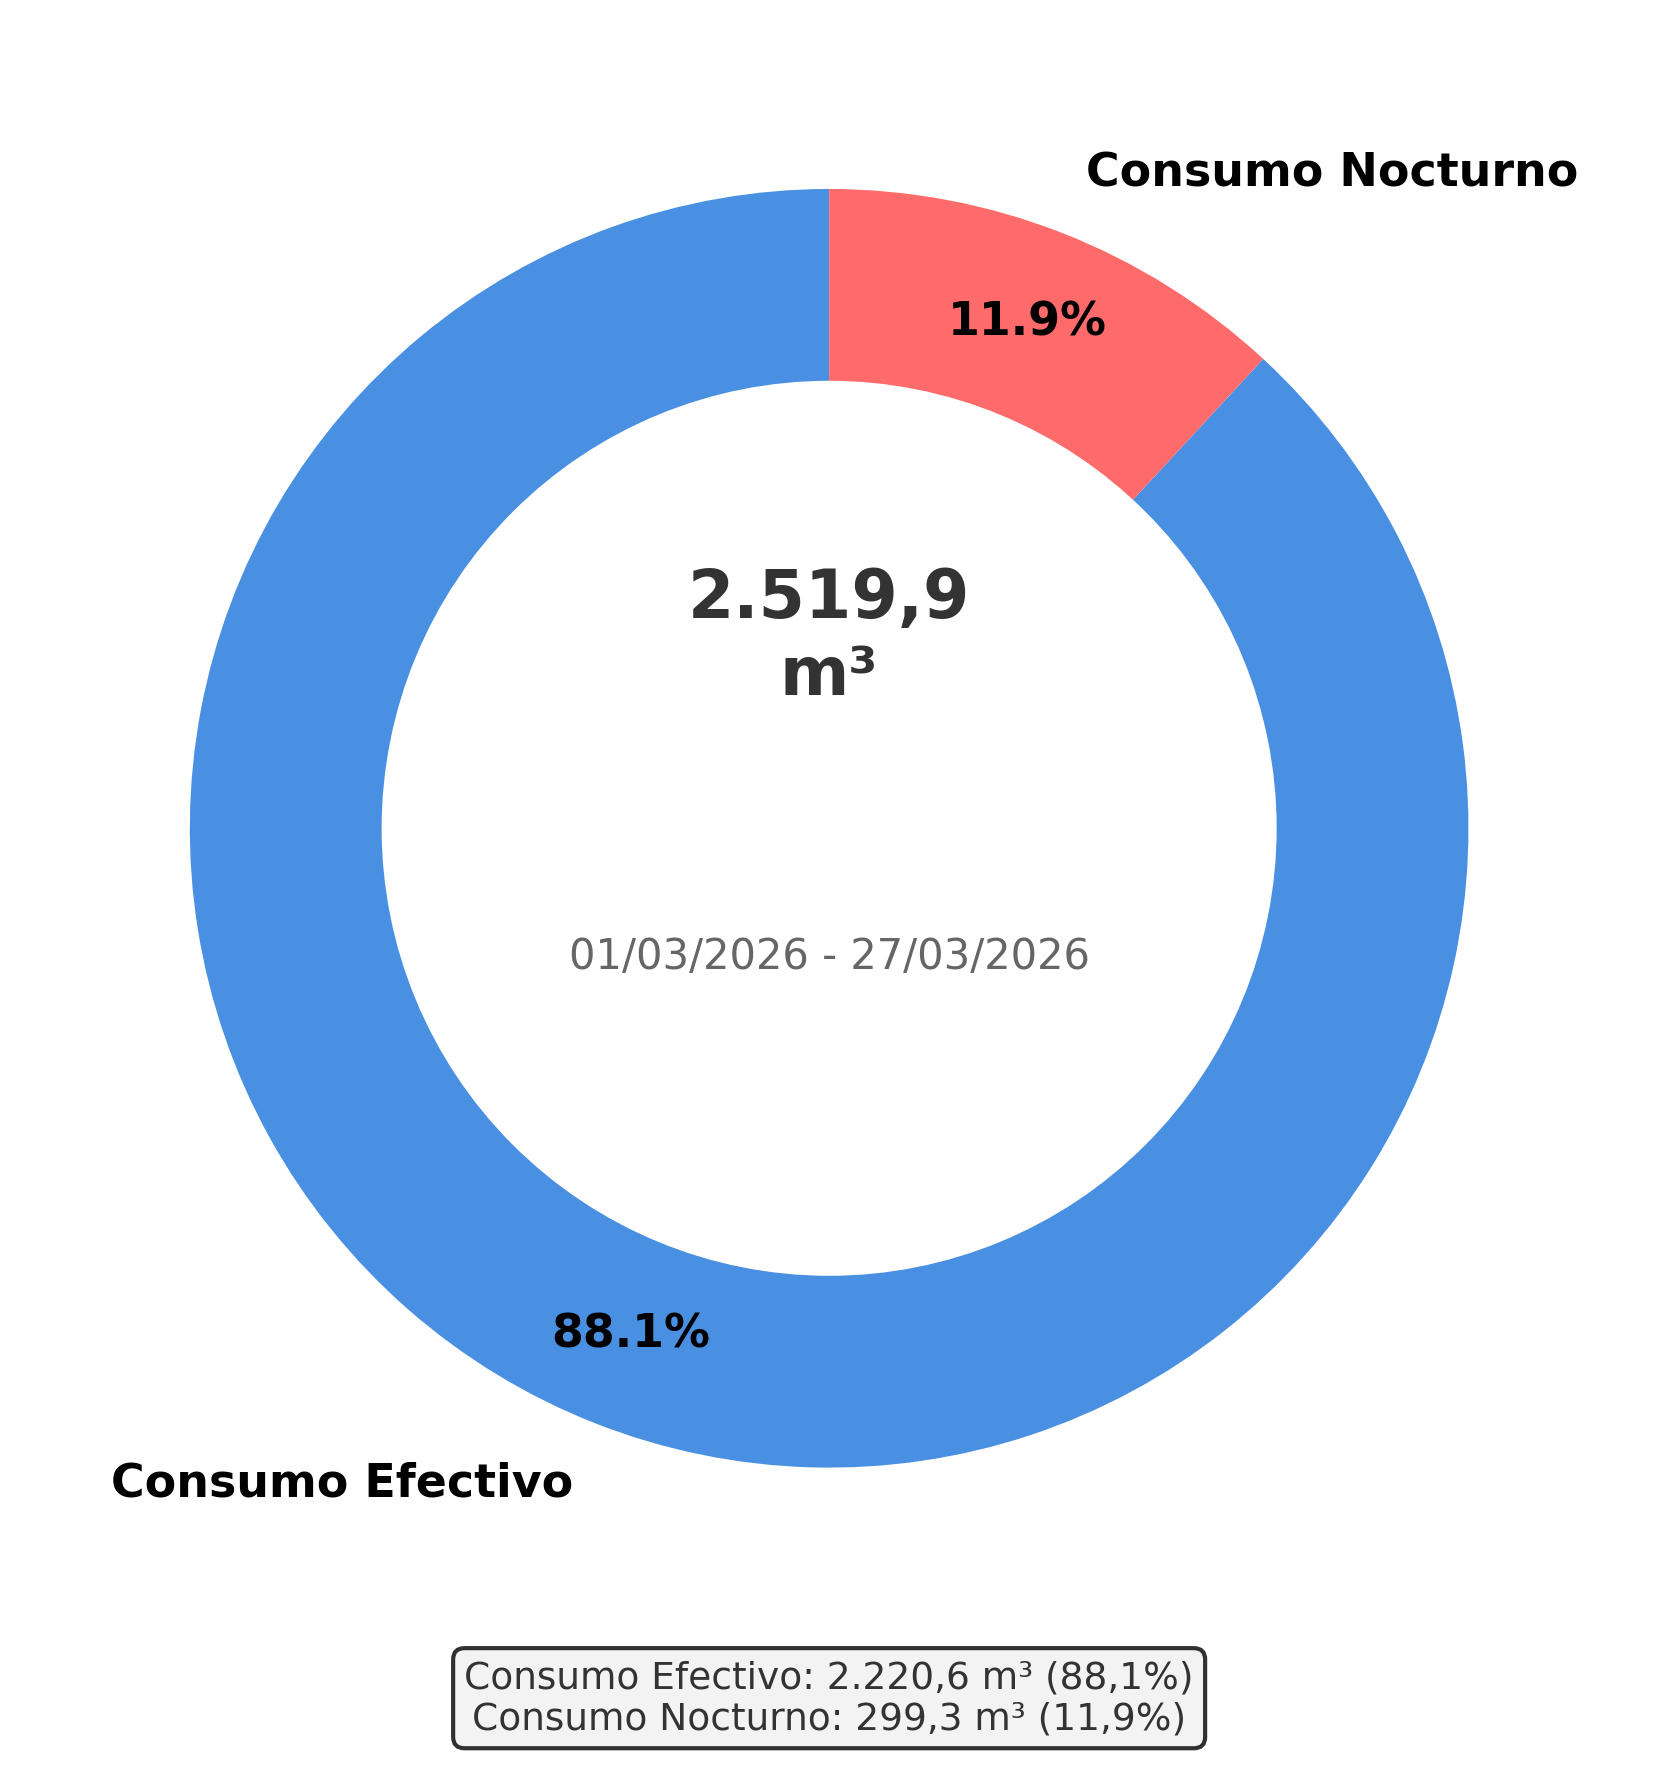 Consumo Nocturno
11.9%
2.519,9
m³
01/03/2026 - 27/03/2026
88.1%
Consumo Efectivo
Consumo Efectivo: 2.220,6 m³ (88,1%)
Consumo Nocturno: 299,3 m³ (11,9%)